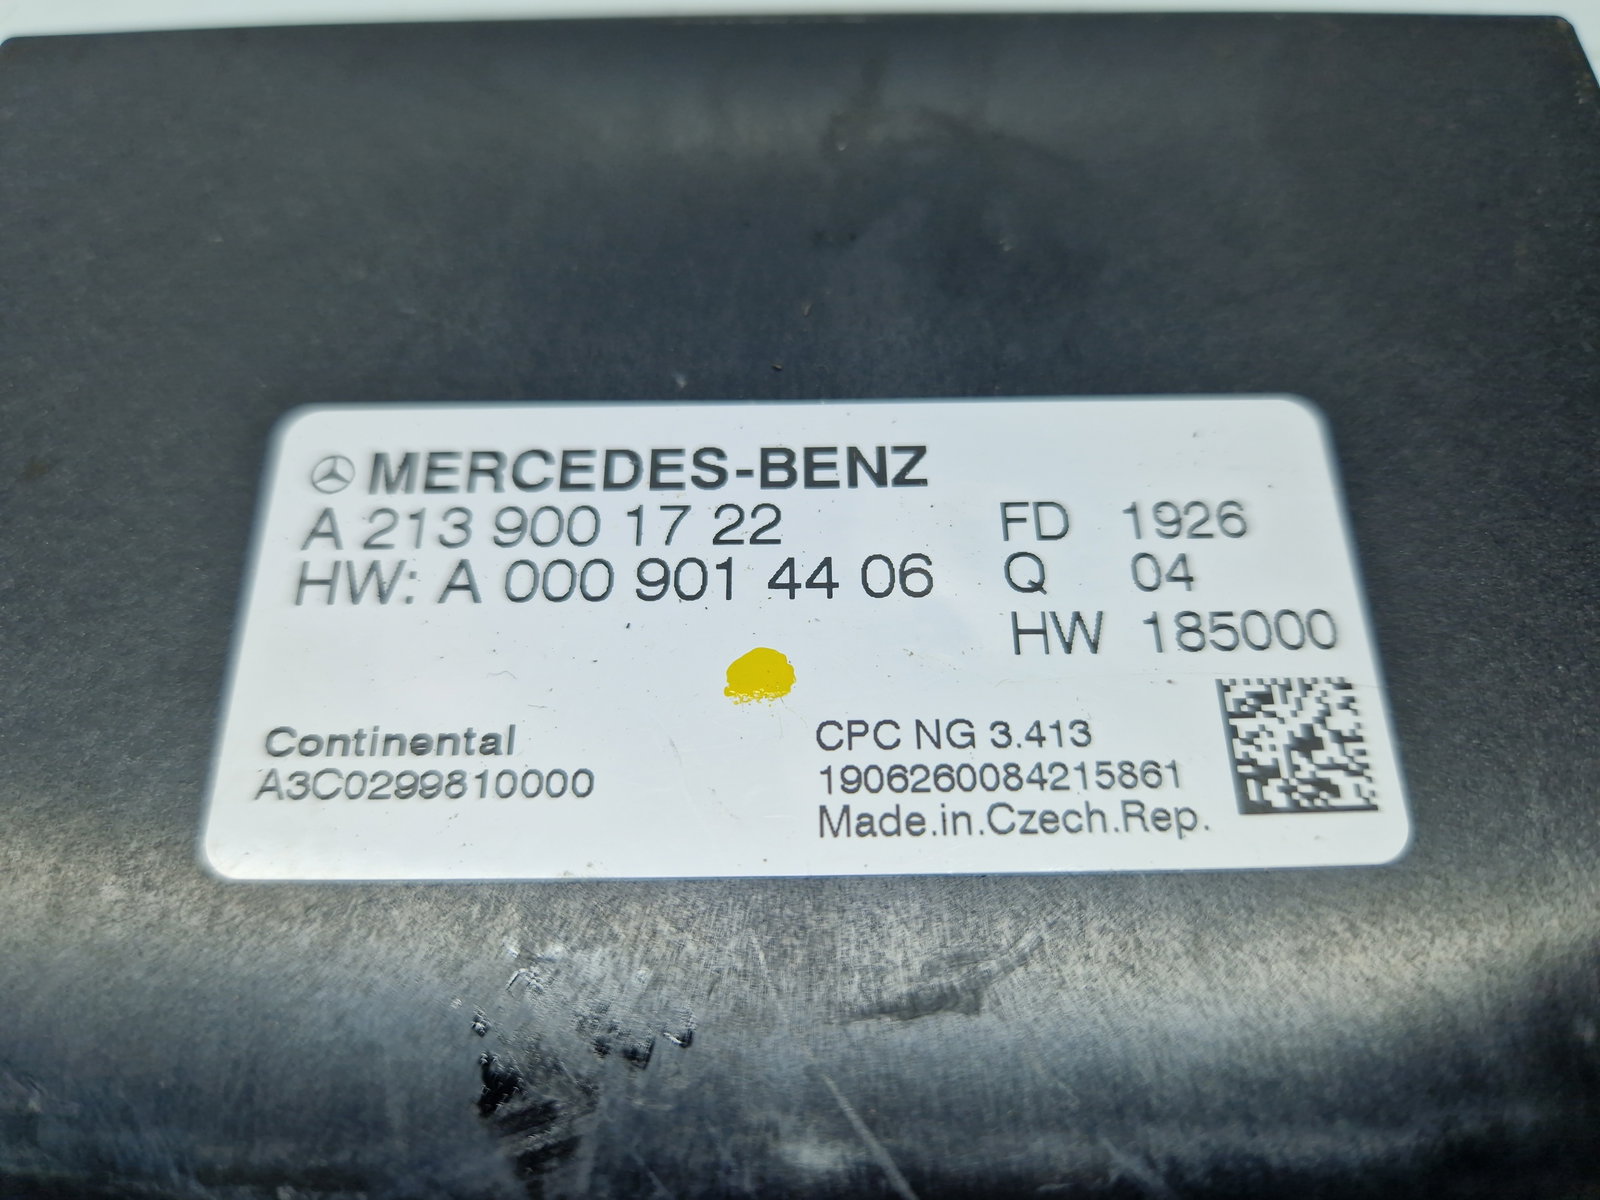 MERCEDES-BENZ
A 213 900 17 22
HW: A 000 901 44 06
FD 1926
Q 04
HW 185000
Continental
A3C0299810000
CPC NG 3.413
1906260084215861
Made.in.Czech.Rep.